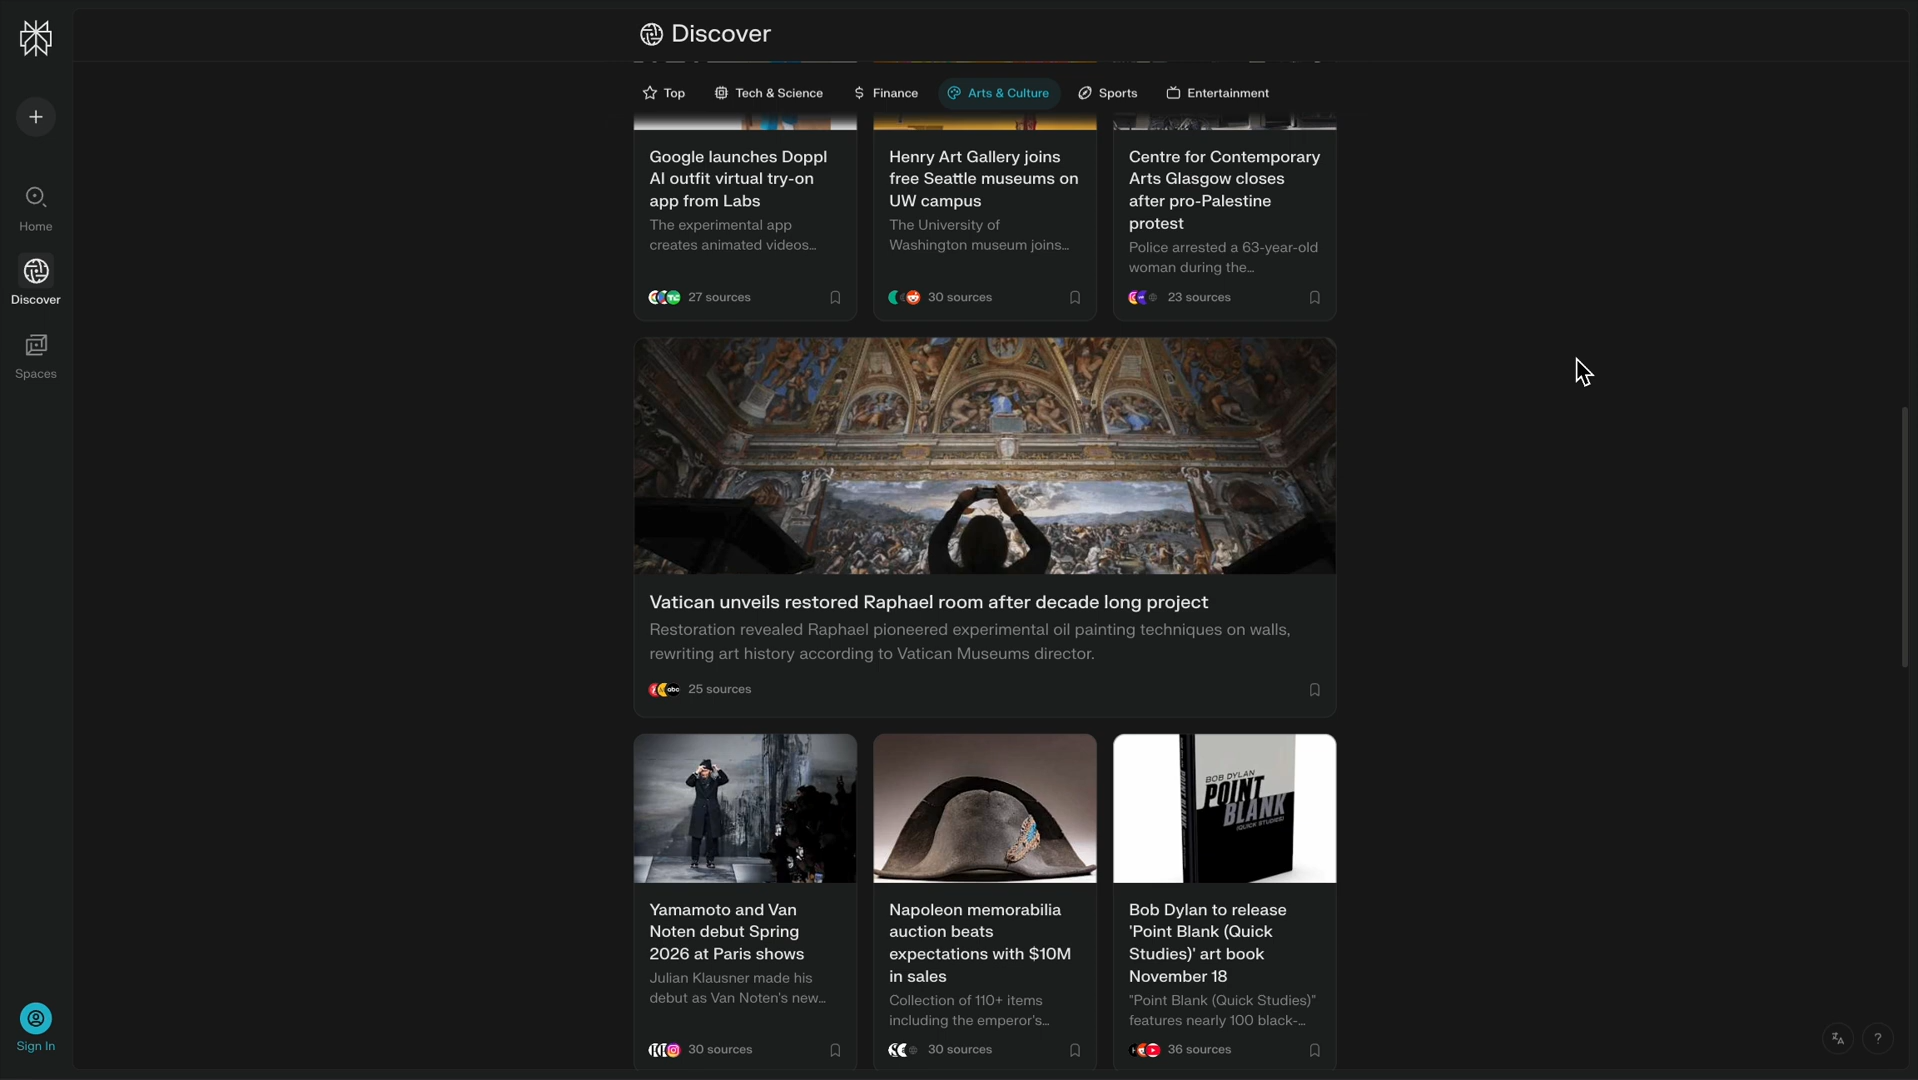 Discover
Top
Tech & Science
Finance
Arts & Culture
Sports
Entertainment
Home
Discover
Spaces
Sign In
Google launches Doppl
AI outfit virtual try-on
app from Labs
The experimental app
creates animated videos...
27 sources
Henry Art Gallery joins
free Seattle museums on
UW campus
The University of
Washington museum joins...
30 sources
Centre for Contemporary
Arts Glasgow closes
after pro-Palestine
protest
Police arrested a 63-year-old
woman during the...
23 sources
Vatican unveils restored Raphael room after decade long project
Restoration revealed Raphael pioneered experimental oil painting techniques on walls,
rewriting art history according to Vatican Museums director.
abc
25 sources
Yamamoto and Van
Noten debut Spring
2026 at Paris shows
Julian Klausner made his
debut as Van Noten's new...
30 sources
Napoleon memorabilia
auction beats
expectations with $10M
in sales
Collection of 110+ items
including the emperor's...
30 sources
BOB DYLAN
POINT
BLANK
(QUICK STUDIES)
Bob Dylan to release
'Point Blank (Quick
Studies)' art book
November 18
"Point Blank (Quick Studies)"
features nearly 100 black-...
36 sources
?